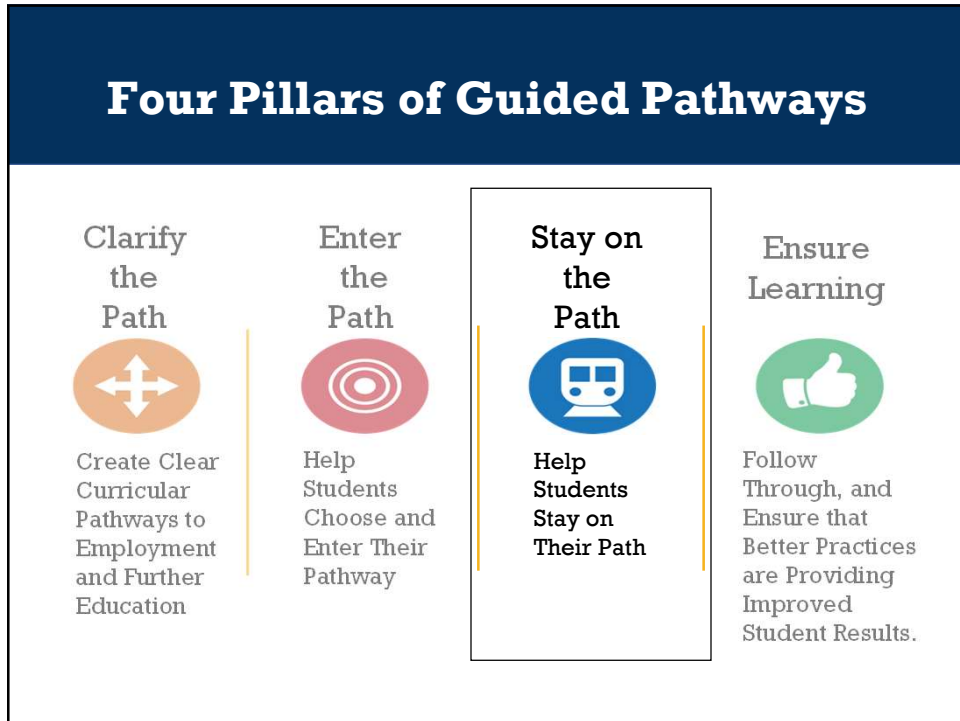 Four Pillars of Guided Pathways
Clarify
the
Path
Create Clear
Curricular
Pathways to
Employment
and Further
Education
Enter
the
Path
Help
Students
Choose and
Enter Their
Pathway
Stay on
the
Path
Help
Students
Stay on
Their Path
Ensure
Learning
Follow
Through, and
Ensure that
Better Practices
are Providing
Improved
Student Results.